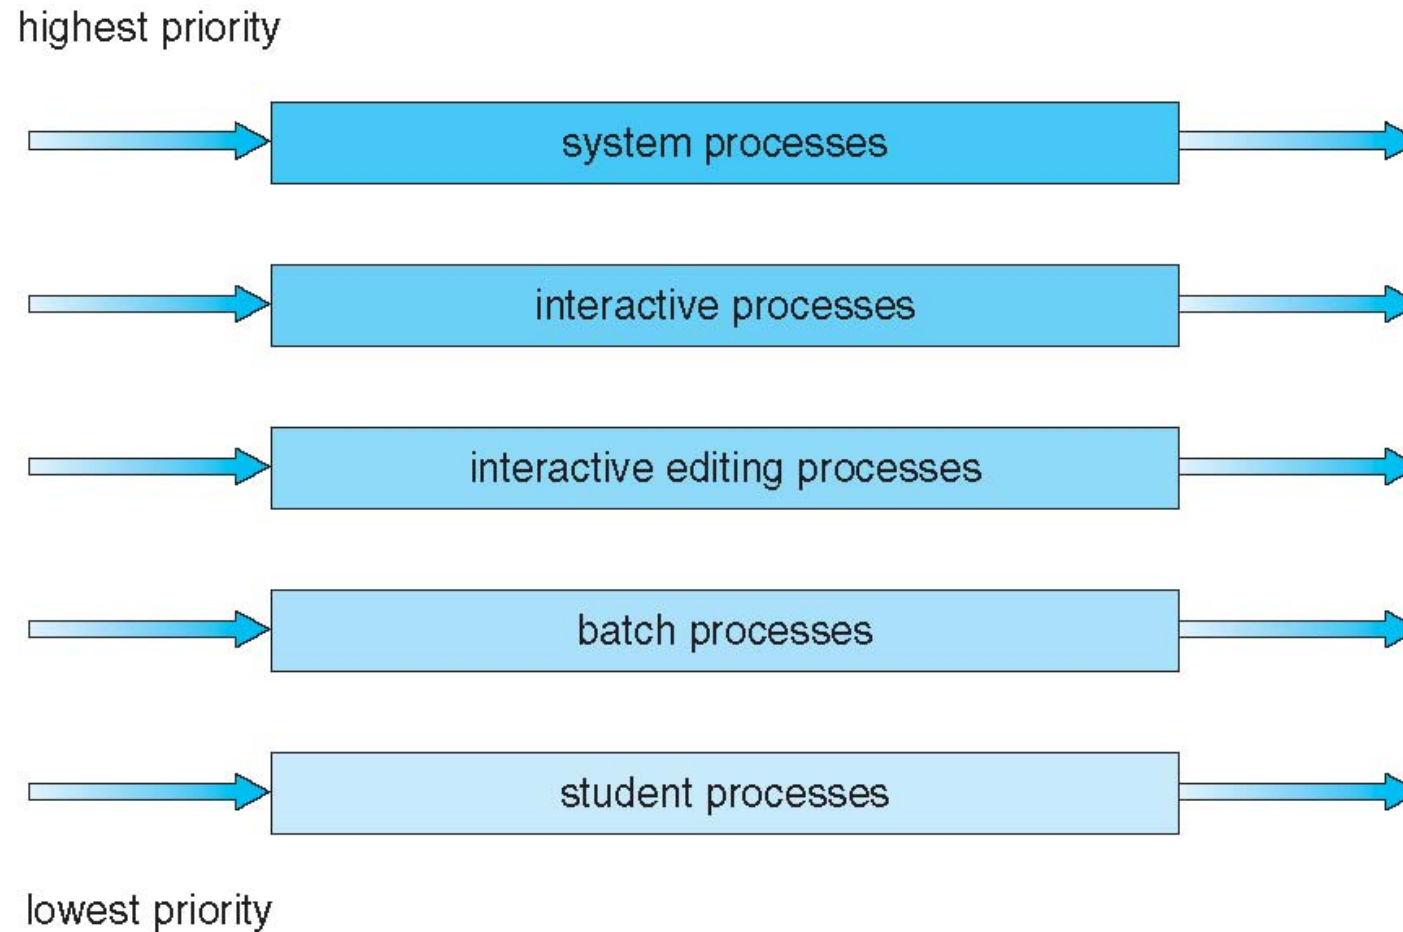 highest priority
system processes
interactive processes
interactive editing processes
batch processes
student processes
lowest priority